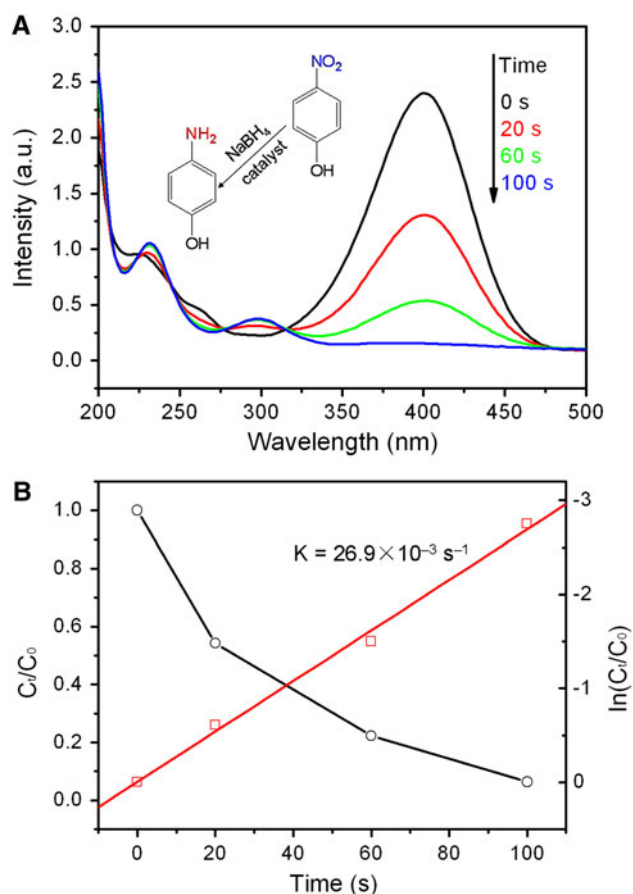 A
3.0
2.5
2.0
1.5
1.0
0.5
0.0
Intensity (a.u.)
200 250 300 350 400 450 500
Wavelength (nm)
NH₂
OH
NaBH₄
catalyst
NO₂
OH
Time
0 s
20 s
60 s
100 s
B
1.0
0.8
0.6
0.4
0.2
0.0
Cₜ/C₀
K = 26.9×10⁻³ s⁻¹
-3
-2
-1
0
ln(Cₜ/C₀)
0 20 40 60 80 100
Time (s)